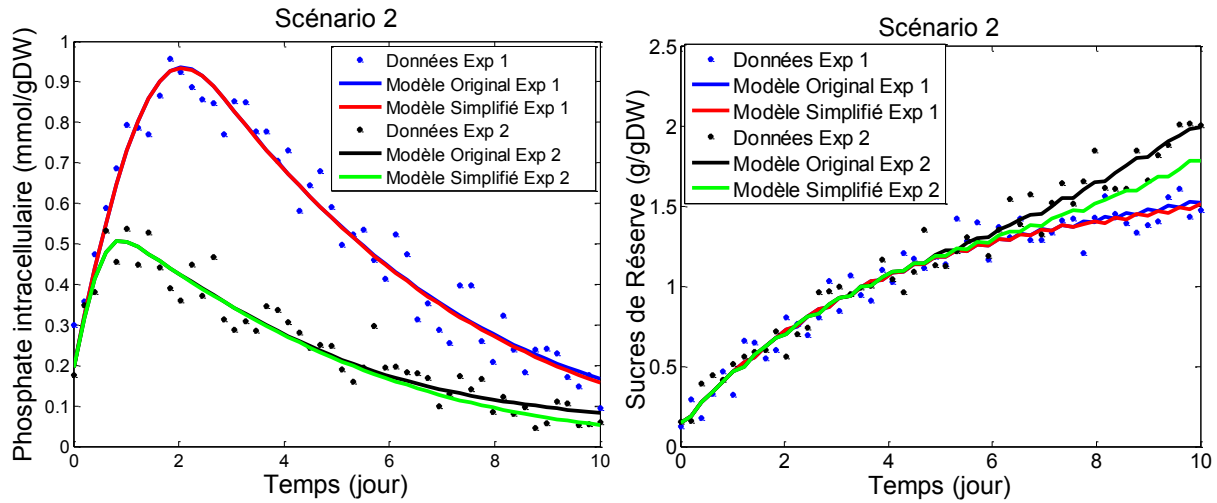 Scénario 2
Phosphate intracellulaire (mmol/gDW)
1
0.9
0.8
0.7
0.6
0.5
0.4
0.3
0.2
0.1
0
Données Exp 1
Modèle Original Exp 1
Modèle Simplifié Exp 1
Données Exp 2
Modèle Original Exp 2
Modèle Simplifié Exp 2
0 2 4 6 8 10
Temps (jour)
Scénario 2
Sucres de Réserve (g/gDW)
2.5
2
1.5
1
0.5
0
Données Exp 1
Modèle Original Exp 1
Modèle Simplifié Exp 1
Données Exp 2
Modèle Original Exp 2
Modèle Simplifié Exp 2
0 2 4 6 8 10
Temps (jour)